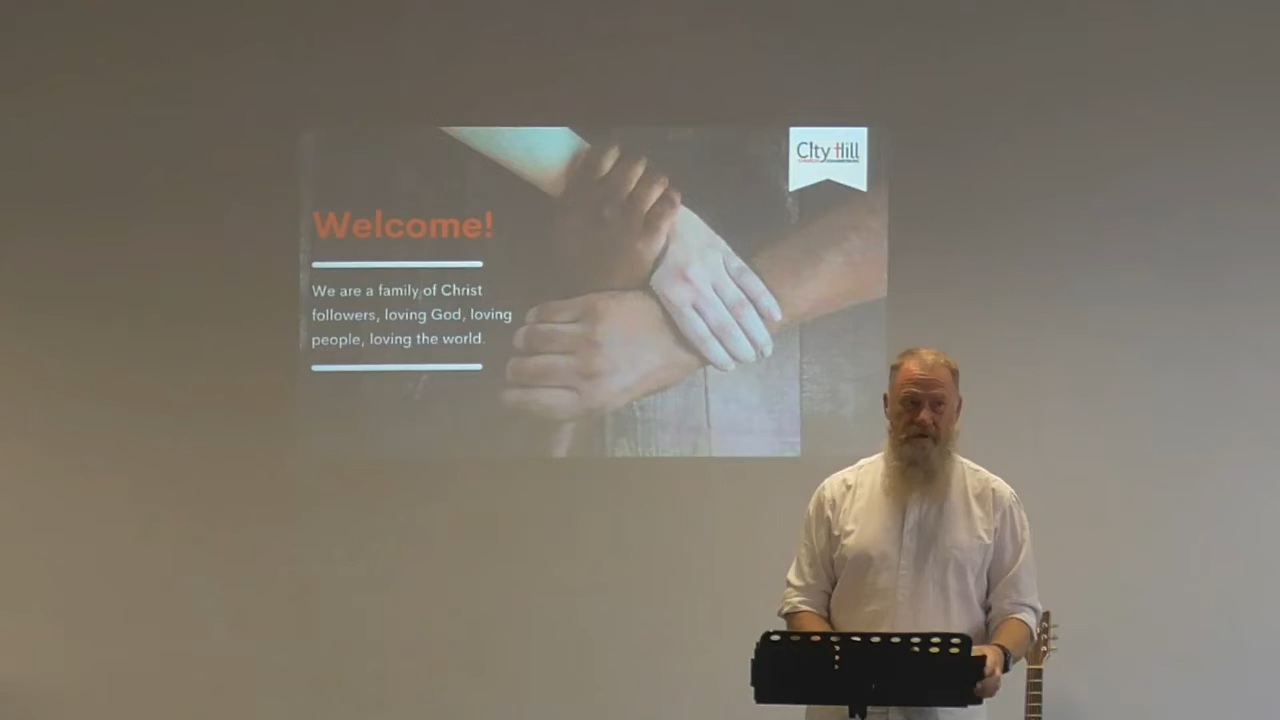 City Hill
Welcome!
We are a family of Christ
followers, loving God, loving
people, loving the world.